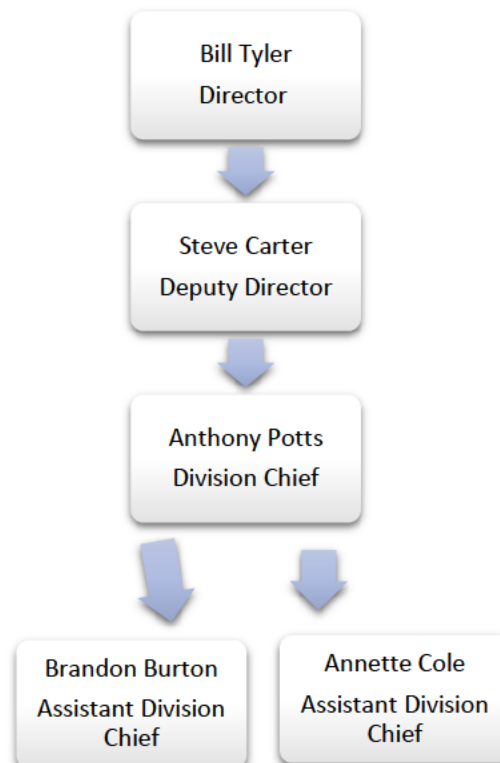 Bill Tyler
Director
Steve Carter
Deputy Director
Anthony Potts
Division Chief
Brandon Burton
Assistant Division
Chief
Annette Cole
Assistant Division
Chief